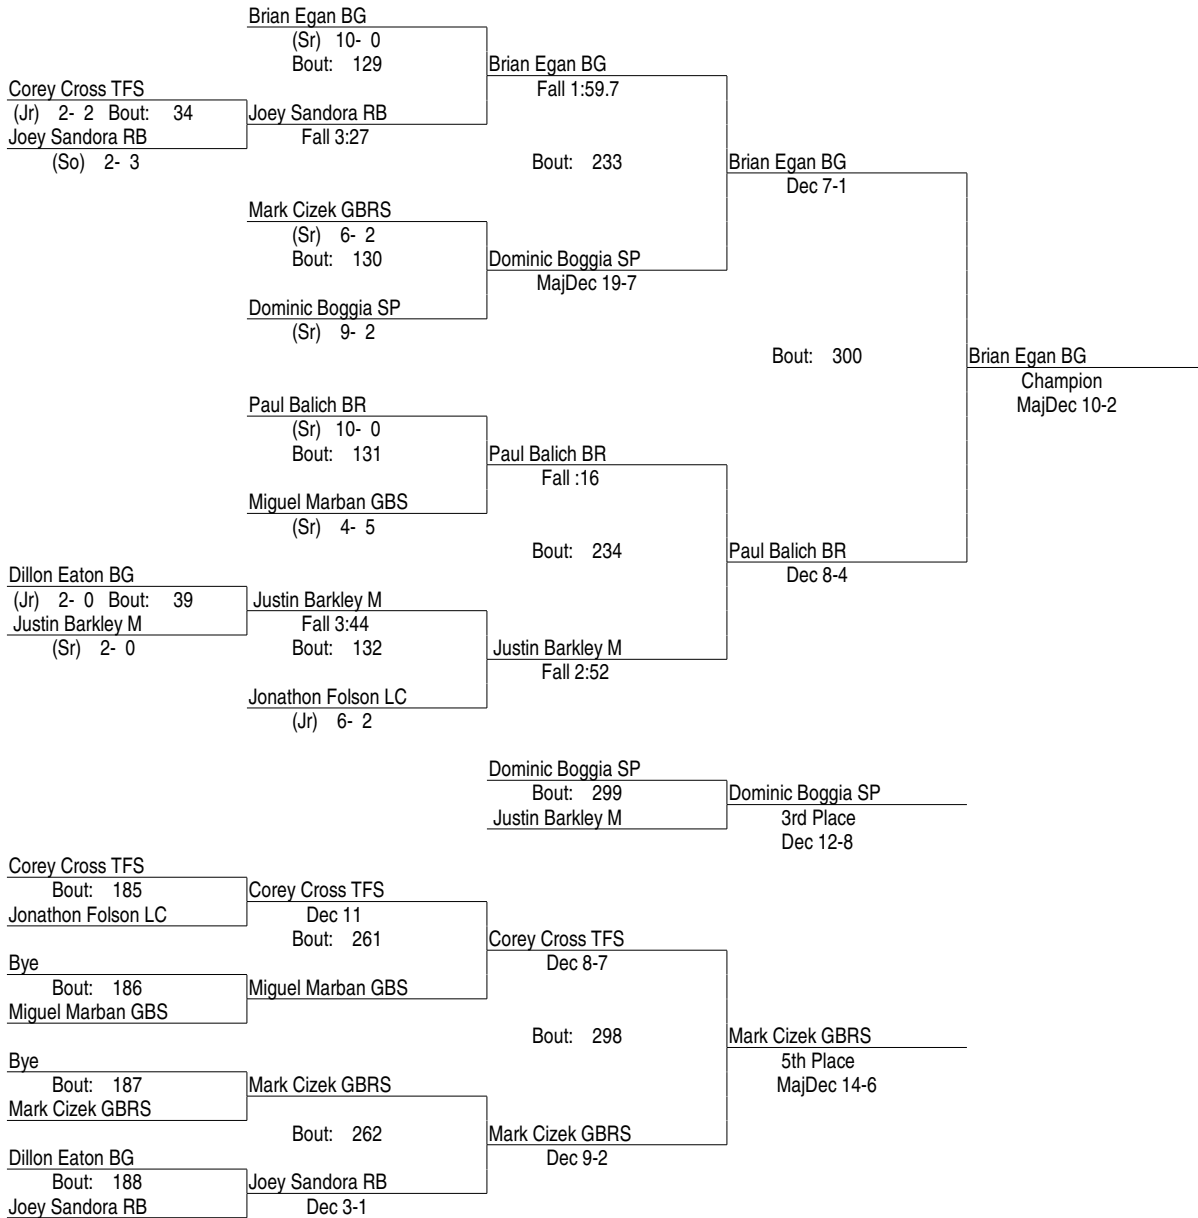 Brian Egan BG
(Sr) 10- 0
Bout: 129
Brian Egan BG
Fall 1:59.7
Corey Cross TFS
(Jr) 2- 2 Bout: 34
Joey Sandora RB
Joey Sandora RB
Fall 3:27
(So) 2- 3
Bout: 233
Brian Egan BG
Dec 7-1
Mark Cizek GBRS
(Sr) 6- 2
Bout: 130
Dominic Boggia SP
MajDec 19-7
Dominic Boggia SP
(Sr) 9- 2
Bout: 300
Brian Egan BG
Champion
MajDec 10-2
Paul Balich BR
(Sr) 10- 0
Bout: 131
Paul Balich BR
Fall :16
Miguel Marban GBS
(Sr) 4- 5
Bout: 234
Paul Balich BR
Dec 8-4
Dillon Eaton BG
(Jr) 2- 0 Bout: 39
Justin Barkley M
Justin Barkley M
Fall 3:44
(Sr) 2- 0
Bout: 132
Justin Barkley M
Fall 2:52
Jonathon Folson LC
(Jr) 6- 2
Dominic Boggia SP
Bout: 299
Justin Barkley M
Dominic Boggia SP
3rd Place
Dec 12-8
Corey Cross TFS
Bout: 185
Jonathon Folson LC
Corey Cross TFS
Dec 11
Bout: 261
Corey Cross TFS
Dec 8-7
Bye
Bout: 186
Miguel Marban GBS
Miguel Marban GBS
Bout: 298
Mark Cizek GBRS
5th Place
MajDec 14-6
Bye
Bout: 187
Mark Cizek GBRS
Mark Cizek GBRS
Bout: 262
Mark Cizek GBRS
Dec 9-2
Dillon Eaton BG
Bout: 188
Joey Sandora RB
Joey Sandora RB
Dec 3-1